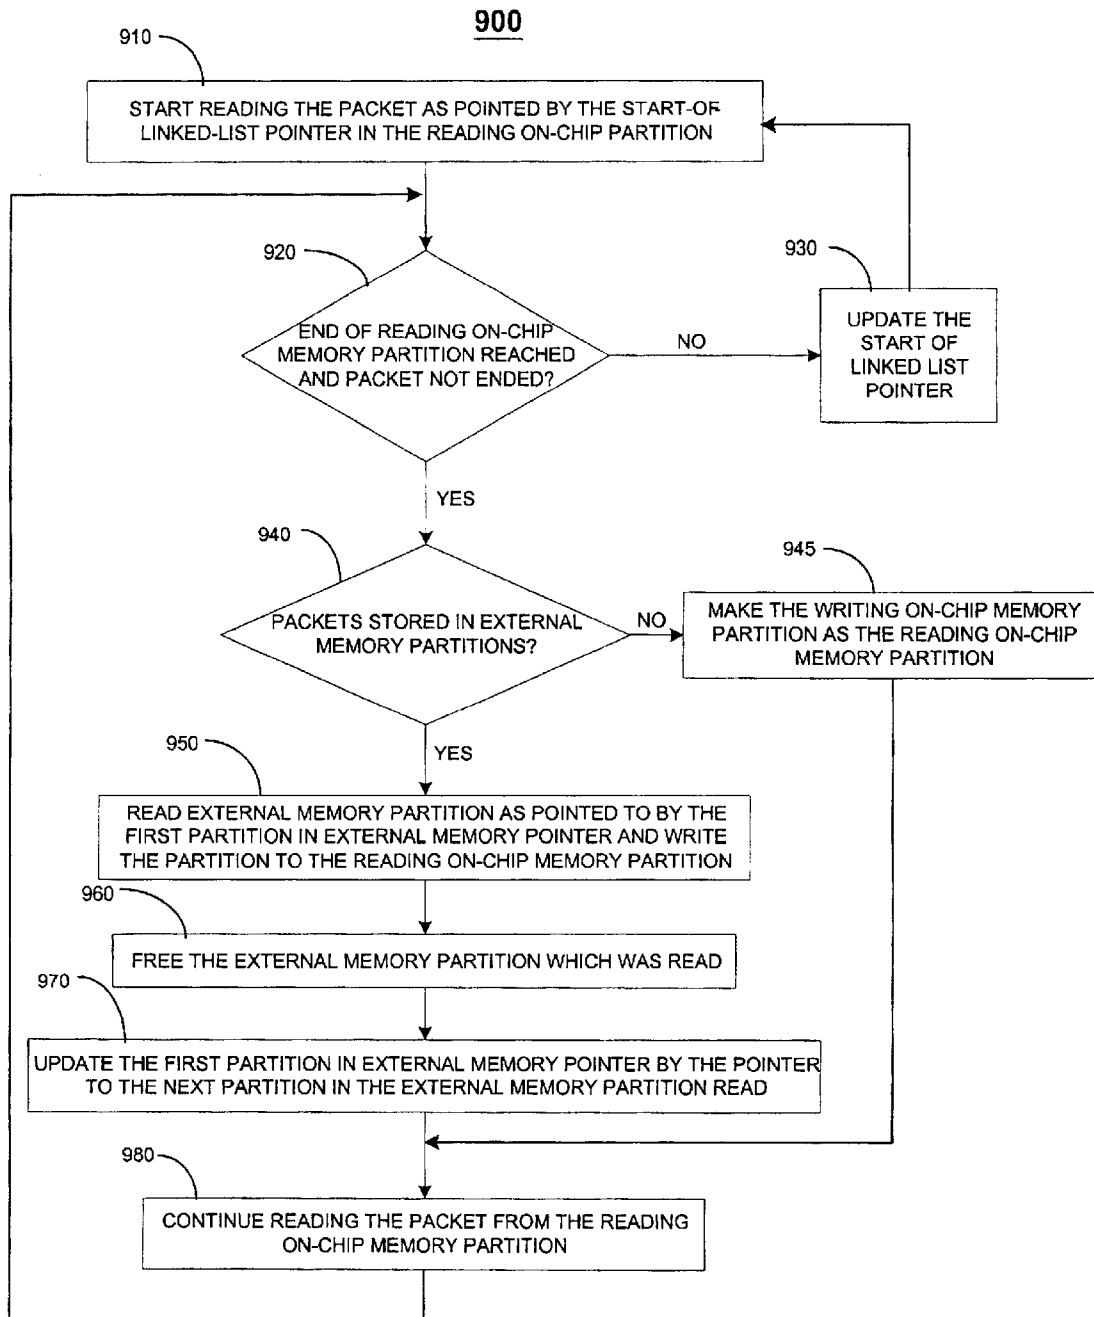 900
910
START READING THE PACKET AS POINTED BY THE START-OF
LINKED-LIST POINTER IN THE READING ON-CHIP PARTITION
920
930
END OF READING ON-CHIP
MEMORY PARTITION REACHED
AND PACKET NOT ENDED?
NO
UPDATE THE
START OF
LINKED LIST
POINTER
YES
940
945
PACKETS STORED IN EXTERNAL
MEMORY PARTITIONS?
NO
MAKE THE WRITING ON-CHIP MEMORY
PARTITION AS THE READING ON-CHIP
MEMORY PARTITION
YES
950
READ EXTERNAL MEMORY PARTITION AS POINTED TO BY THE
FIRST PARTITION IN EXTERNAL MEMORY POINTER AND WRITE
THE PARTITION TO THE READING ON-CHIP MEMORY PARTITION
960
FREE THE EXTERNAL MEMORY PARTITION WHICH WAS READ
970
UPDATE THE FIRST PARTITION IN EXTERNAL MEMORY POINTER BY THE POINTER
TO THE NEXT PARTITION IN THE EXTERNAL MEMORY PARTITION READ
980
CONTINUE READING THE PACKET FROM THE READING
ON-CHIP MEMORY PARTITION